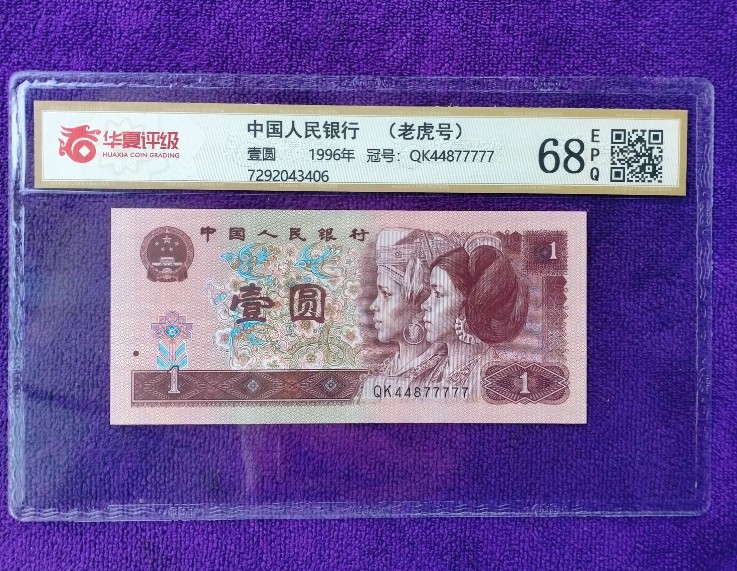 华夏评级
HUAXIA COIN GRADING
中国人民银行 （老虎号）
壹圆 1996年 冠号：QK44877777
7292043406
68 EPQ
中国人民银行
壹圆
1
1
1
QK44877777